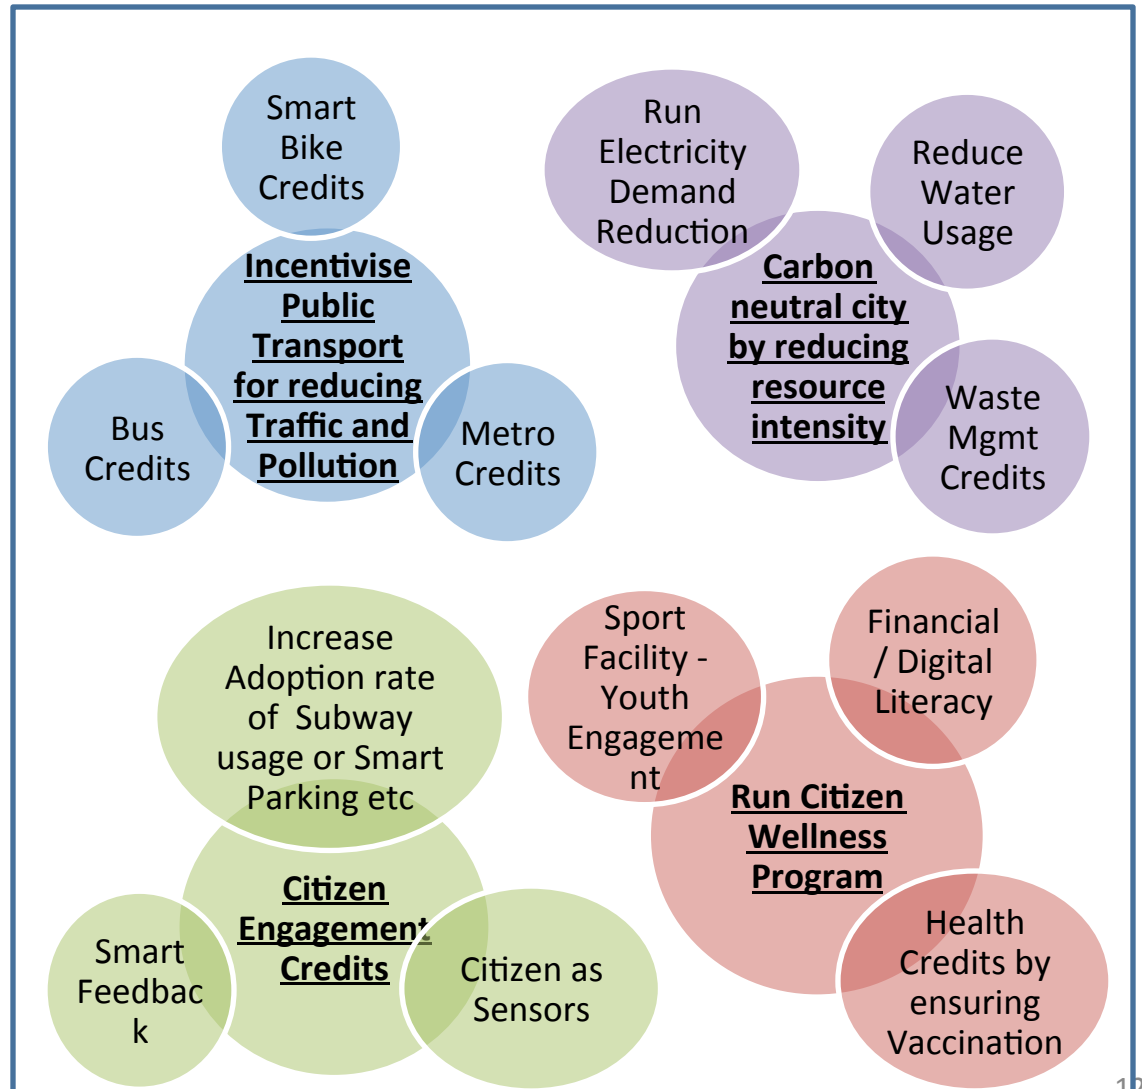 Smart
Bike
Credits
Incentivise
Public
Transport
for reducing
Traffic and
Pollution
Bus
Credits
Metro
Credits
Run
Electricity
Demand
Reduction
Reduce
Water
Usage
Carbon
neutral city
by reducing
resource
intensity
Waste
Mgmt
Credits
Increase
Adoption rate
of Subway
usage or Smart
Parking etc
Citizen
Engagement
Credits
Smart
Feedbac
k
Citizen as
Sensors
Sport
Facility -
Youth
Engageme
nt
Financial
/ Digital
Literacy
Run Citizen
Wellness
Program
Health
Credits by
ensuring
Vaccination